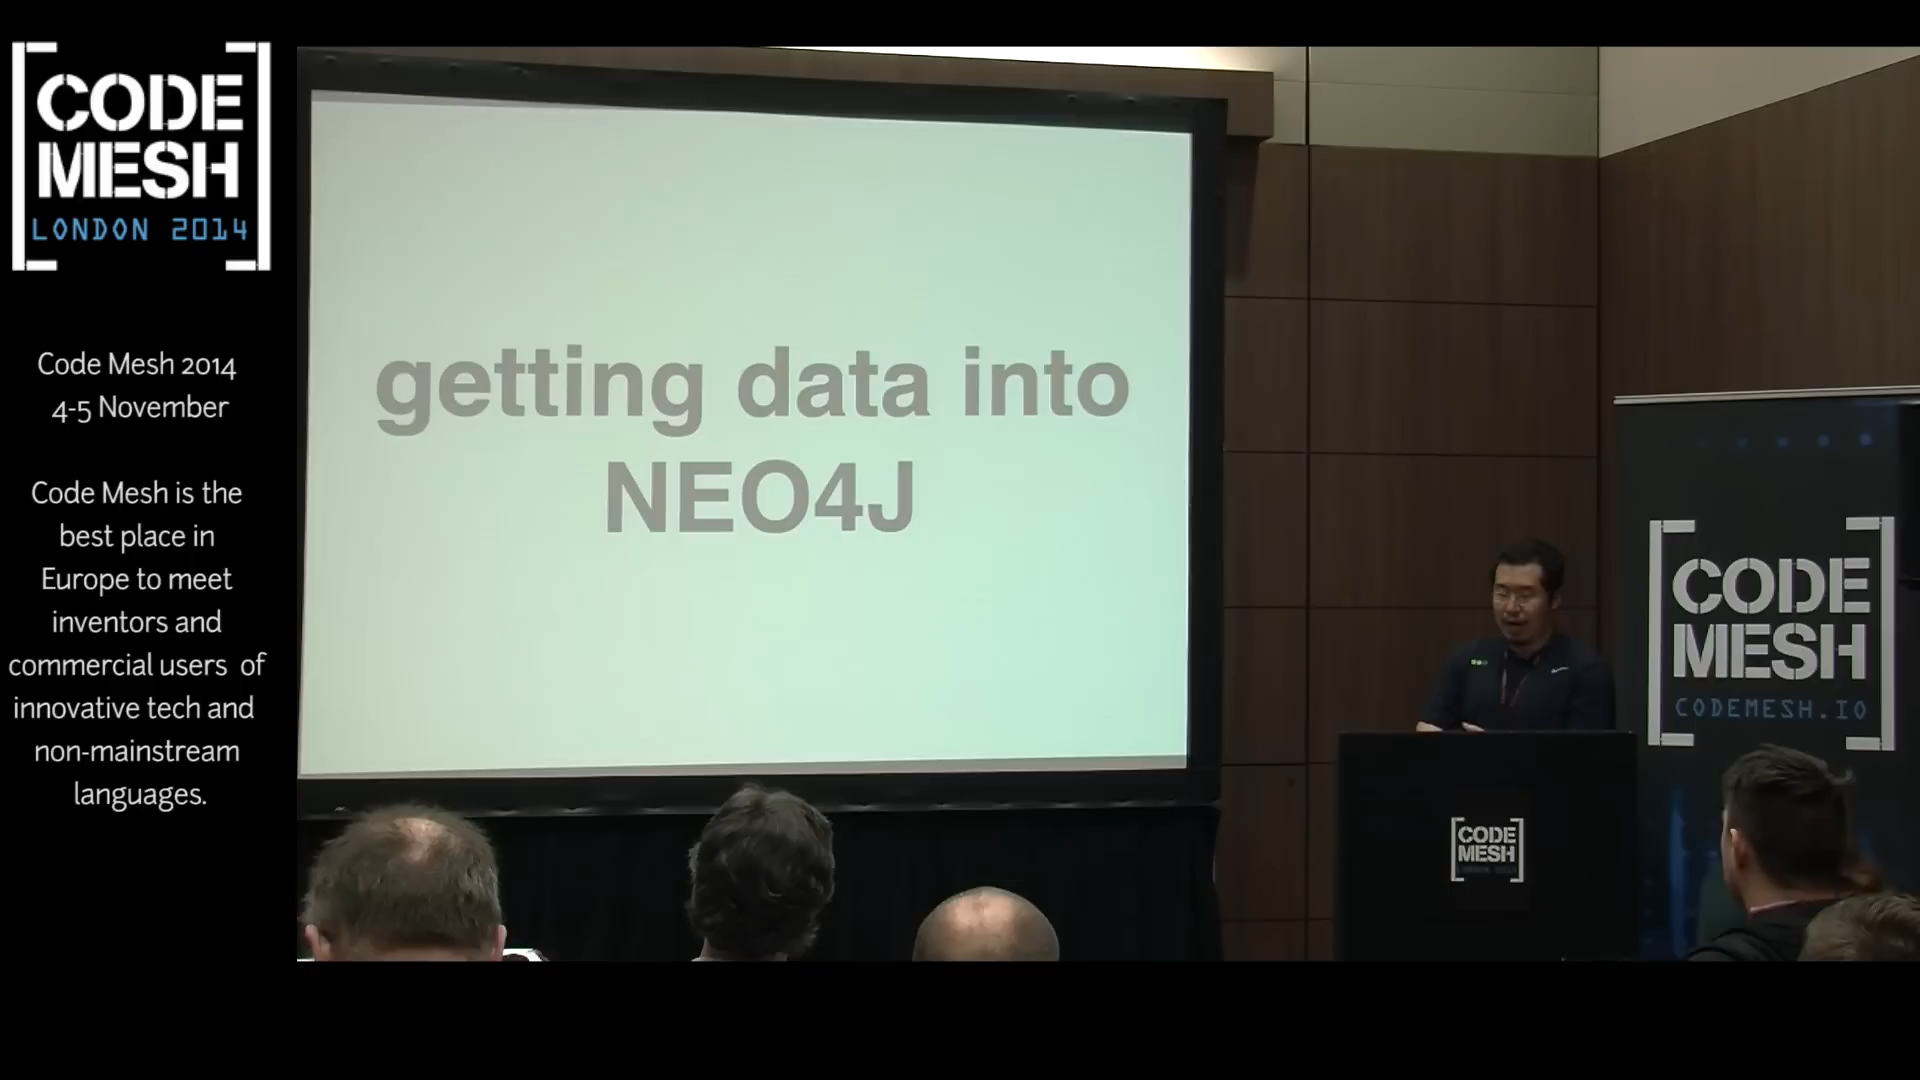 CODE
MESH
LONDON 2014
Code Mesh 2014
4-5 November
Code Mesh is the
best place in
Europe to meet
inventors and
commercial users of
innovative tech and
non-mainstream
languages.
getting data into
NEO4J
CODE
MESH
CODEMESH.IO
CODE
MESH
LONDON 2014